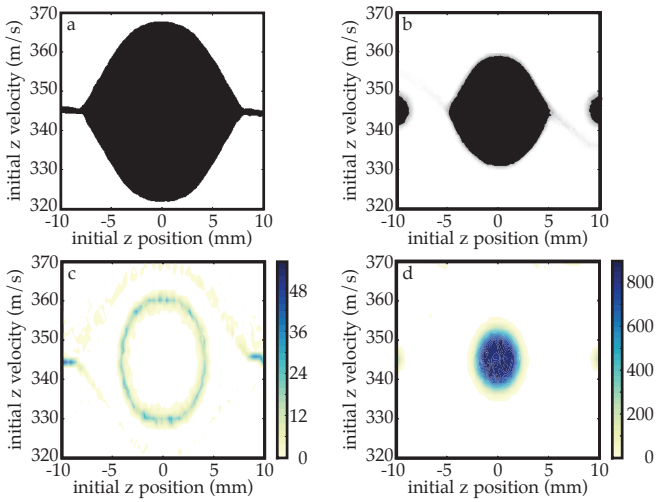 a
initial z velocity (m/s)
370
360
350
340
330
320
-10 -5 0 5 10
initial z position (mm)
b
initial z velocity (m/s)
370
360
350
340
330
320
-10 -5 0 5 10
initial z position (mm)
c
initial z velocity (m/s)
370
360
350
340
330
320
-10 -5 0 5 10
initial z position (mm)
48
36
24
12
0
d
initial z velocity (m/s)
370
360
350
340
330
320
-10 -5 0 5 10
initial z position (mm)
800
600
400
200
0